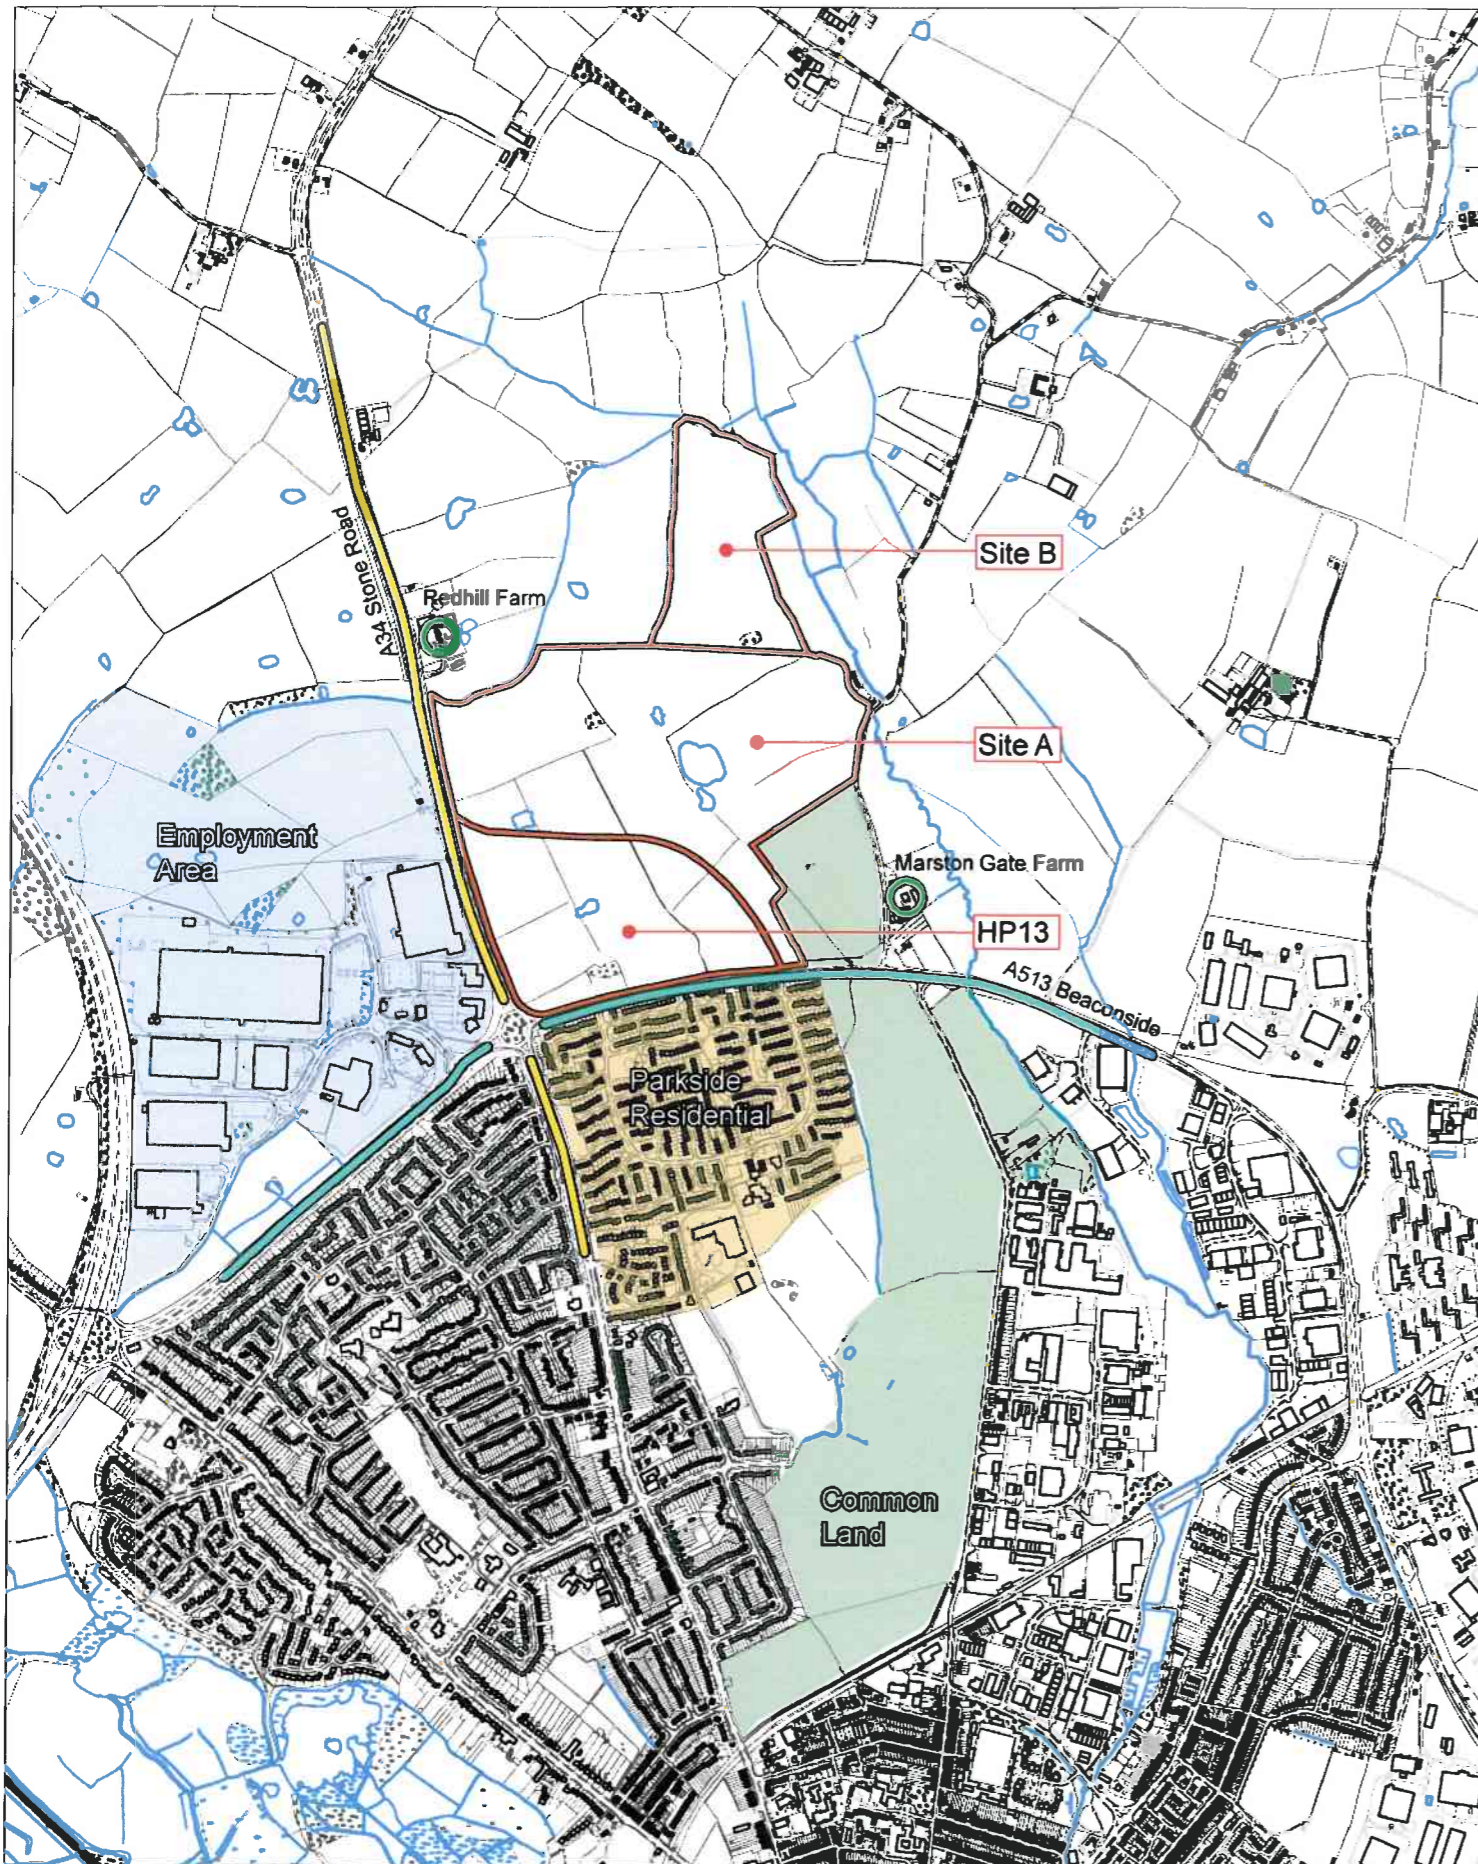 Site B
A34 Stone Road
Redhill Farm
Site A
Employment
Area
Marston Gate Farm
HP13
A513 Beaconside
Parkside
Residential
Common
Land